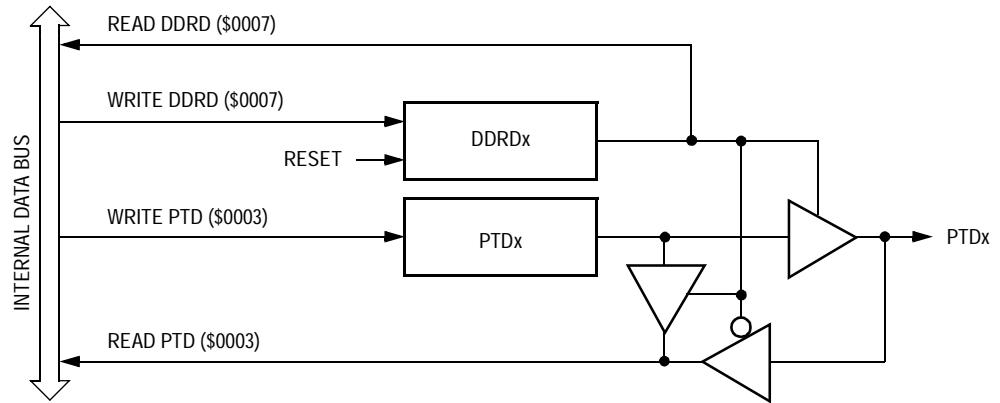 READ DDRD ($0007)
WRITE DDRD ($0007)
DDRDx
RESET
WRITE PTD ($0003)
PTDx
PTDx
READ PTD ($0003)
INTERNAL DATA BUS